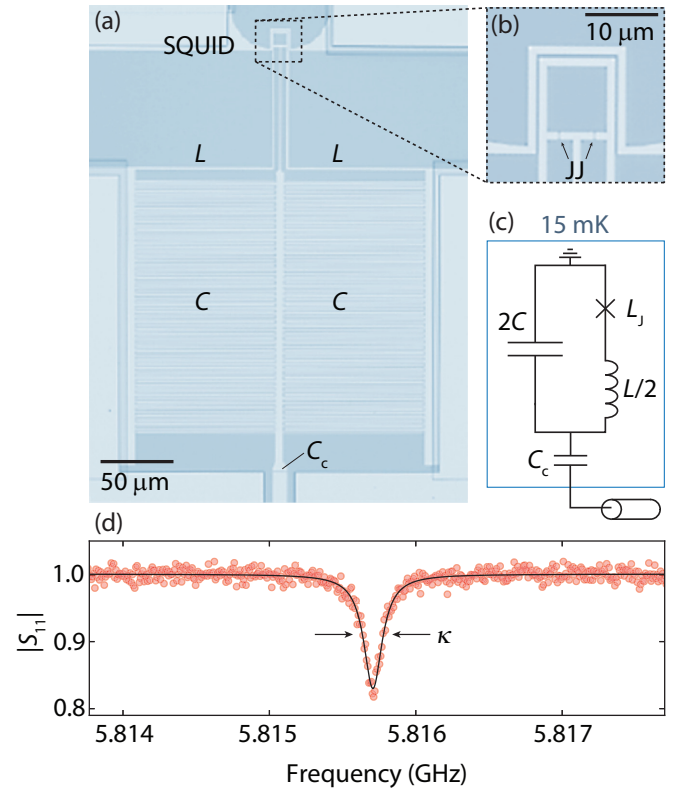 (a)
SQUID
L
L
C
C
C_c
50 μm
(b)
10 μm
JJ
(c)
15 mK
2C
L_J
L/2
C_c
(d)
1.0
0.9
0.8
|S_11|
κ
5.814
5.815
5.816
5.817
Frequency (GHz)